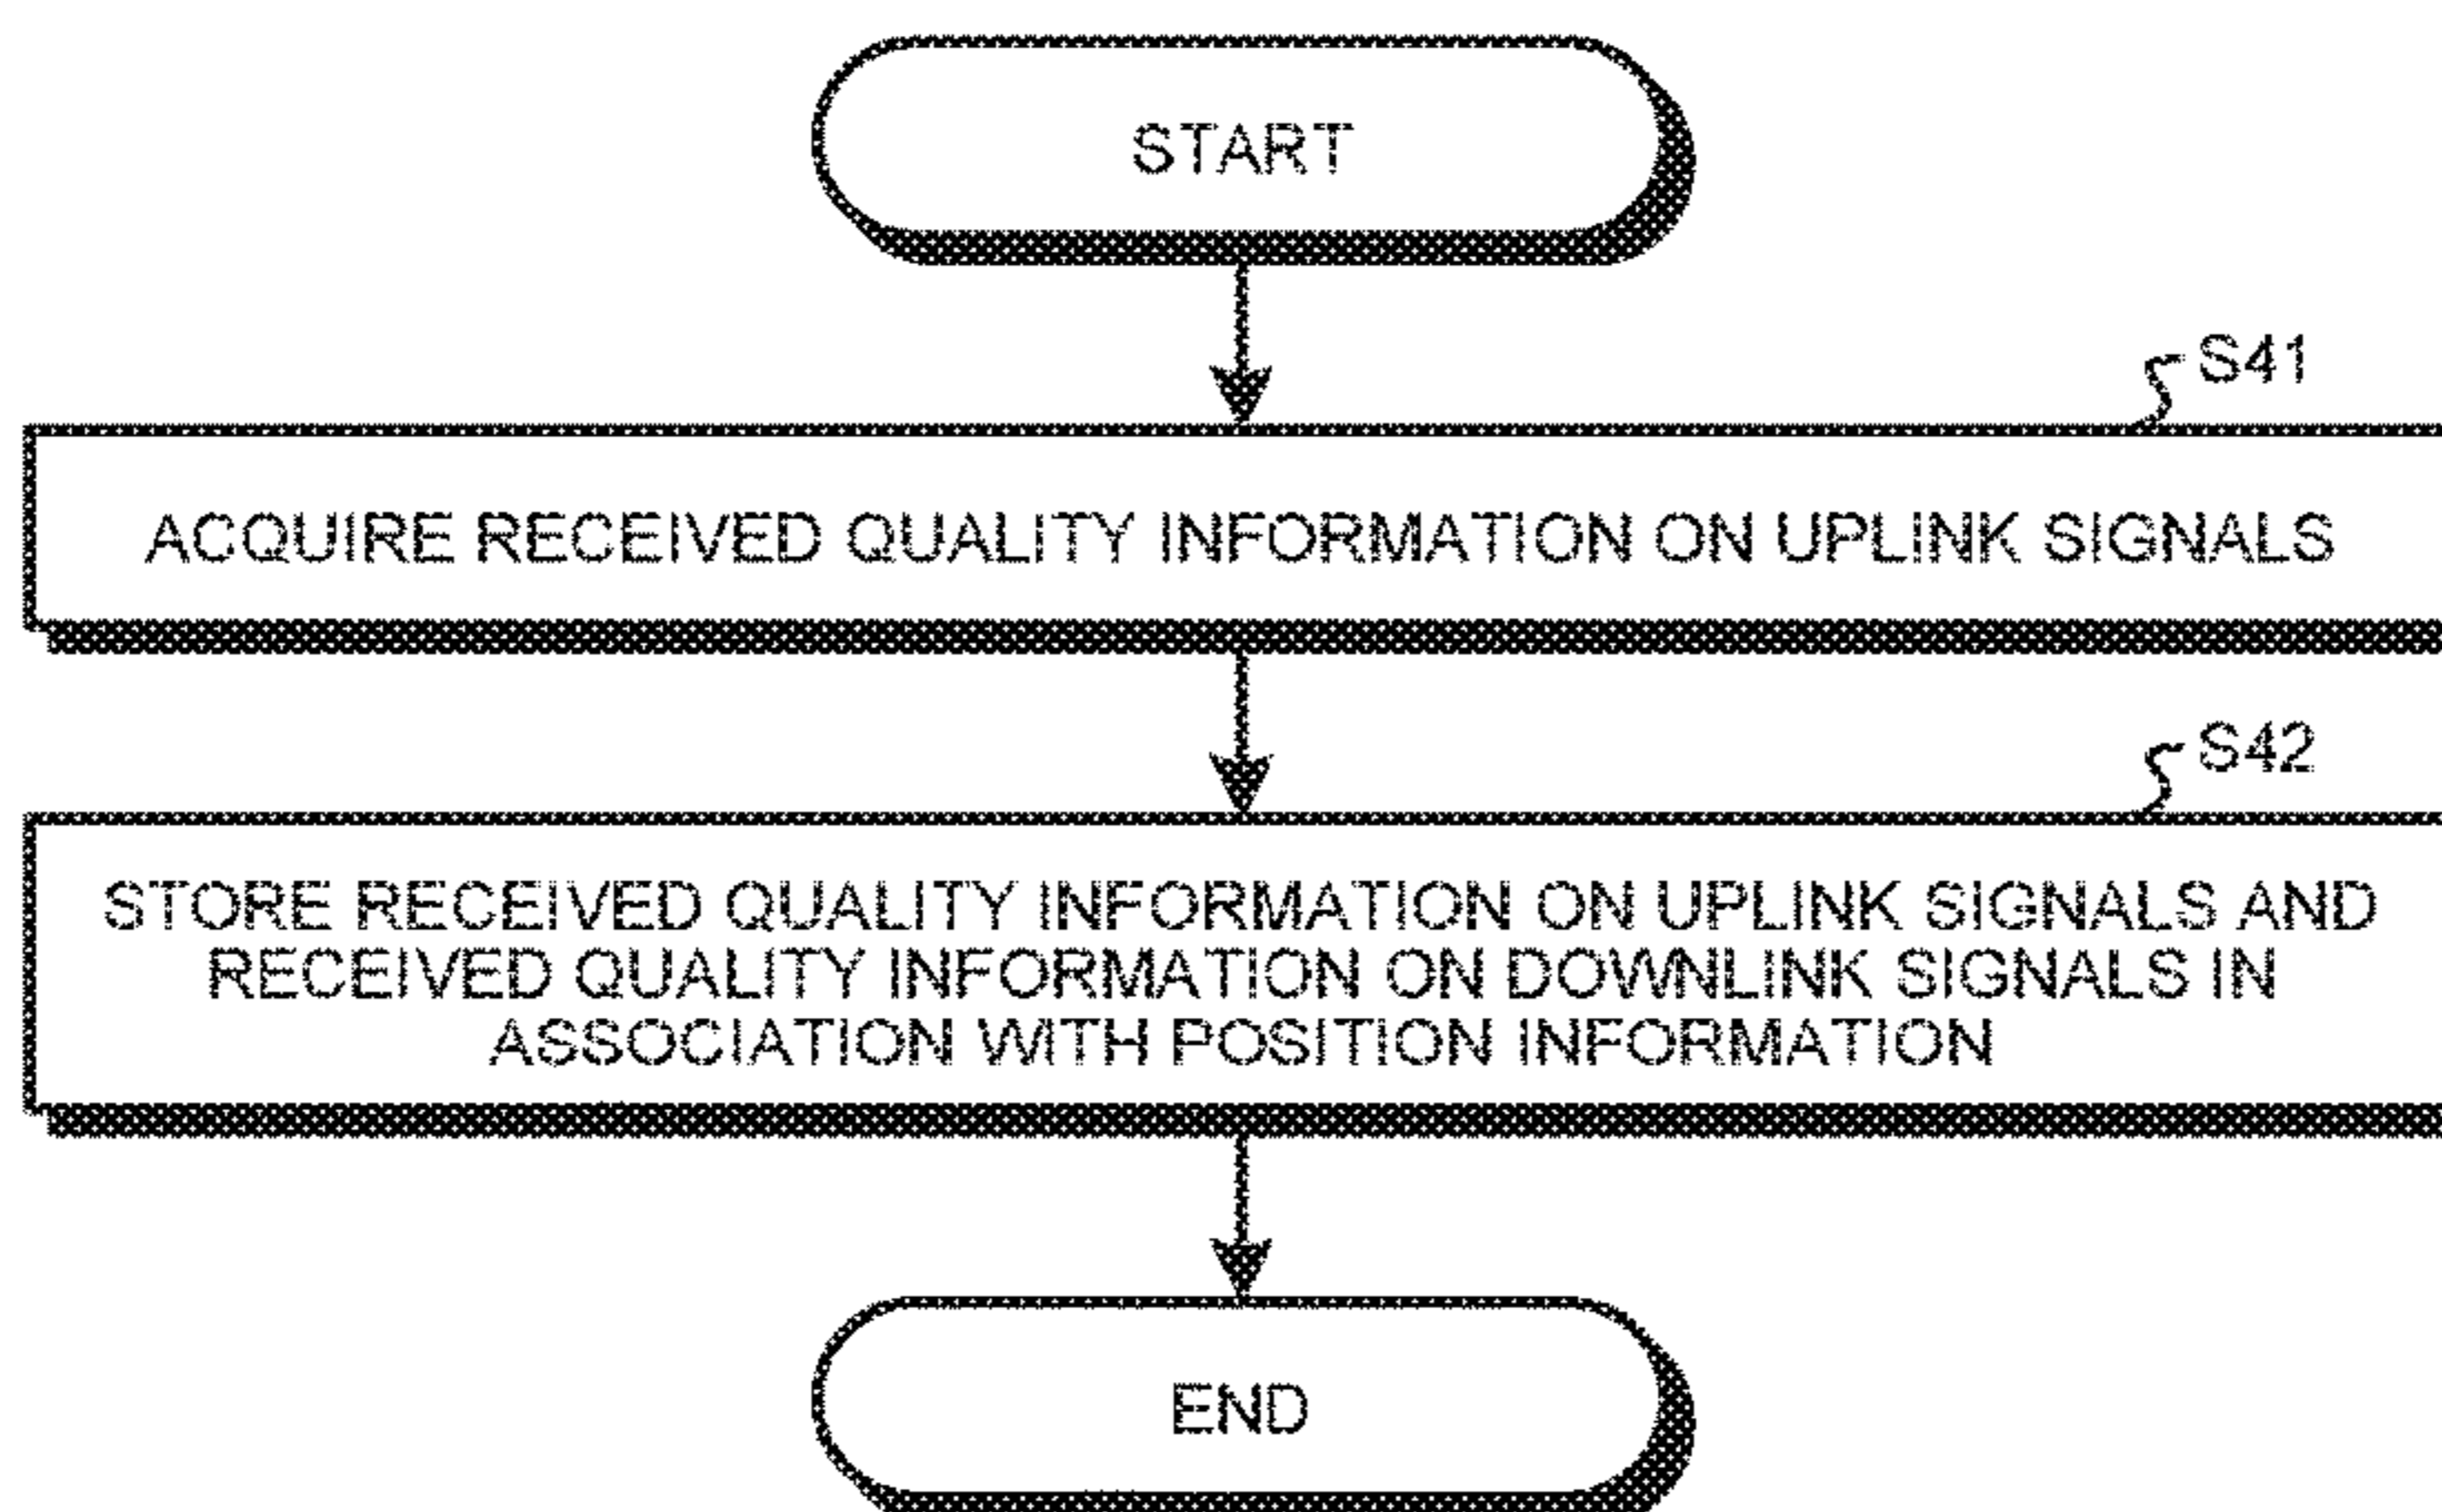 START
S41
ACQUIRE RECEIVED QUALITY INFORMATION ON UPLINK SIGNALS
S42
STORE RECEIVED QUALITY INFORMATION ON UPLINK SIGNALS AND
RECEIVED QUALITY INFORMATION ON DOWNLINK SIGNALS IN
ASSOCIATION WITH POSITION INFORMATION
END